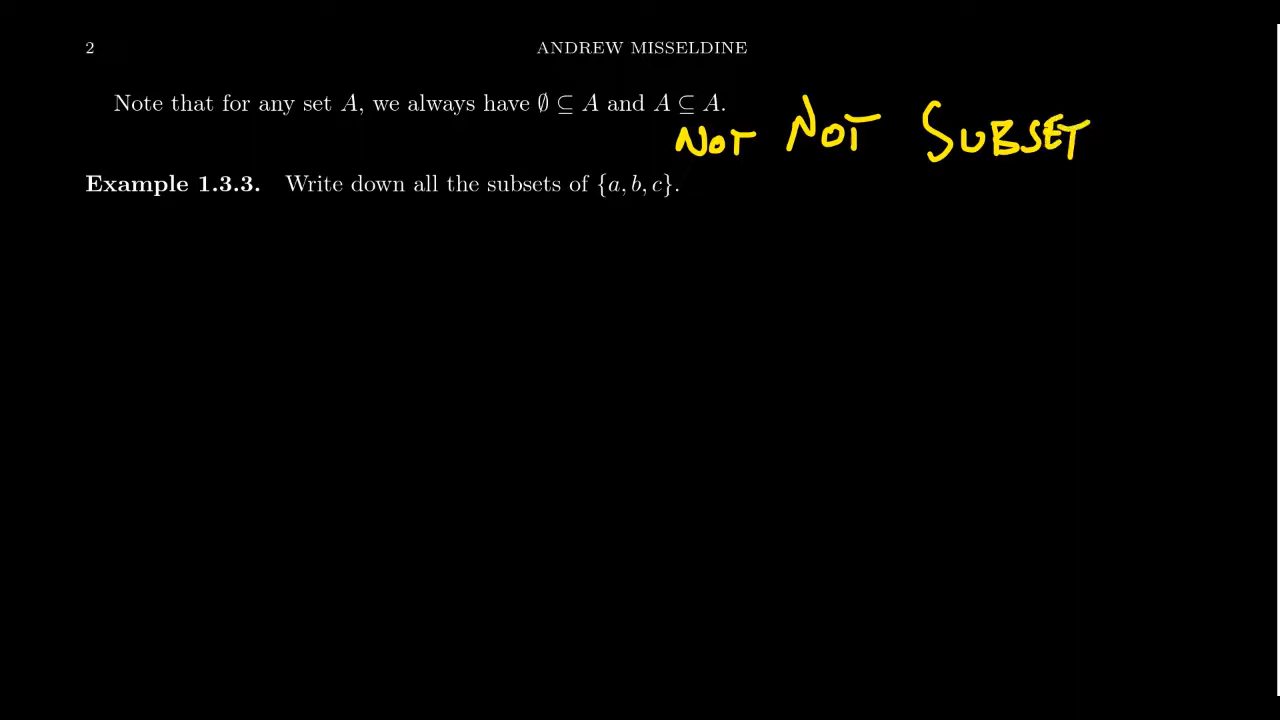 2 ANDREW MISSELDINE
Note that for any set A, we always have ∅ ⊆ A and A ⊆ A.
NOT NOT SUBSET
Example 1.3.3. Write down all the subsets of {a, b, c}.